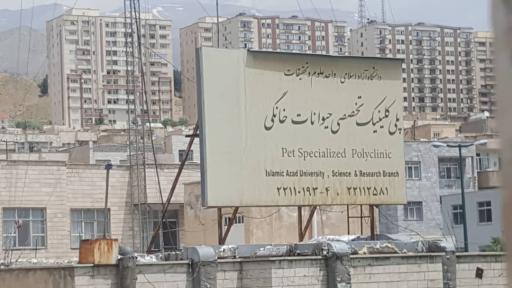 دانشگاه آزاد اسلامی واحد علوم و تحقیقات
پلی کلینیک تخصصی حیوانات خانگی
Pet Specialized Polyclinic
Islamic Azad University , Science & Research Branch
۲۲۱۱۰۱۹۳-۴ , ۲۲۱۱۲۵۸۱